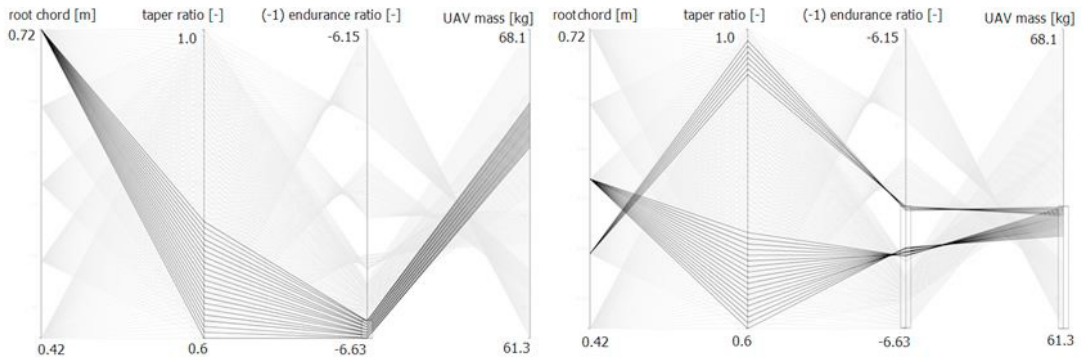 root chord [m] taper ratio [-] (-1) endurance ratio [-] UAV mass [kg]
0.72 1.0 -6.15 68.1
0.42 0.6 -6.63 61.3
root chord [m] taper ratio [-] (-1) endurance ratio [-] UAV mass [kg]
0.72 1.0 -6.15 68.1
0.42 0.6 -6.63 61.3